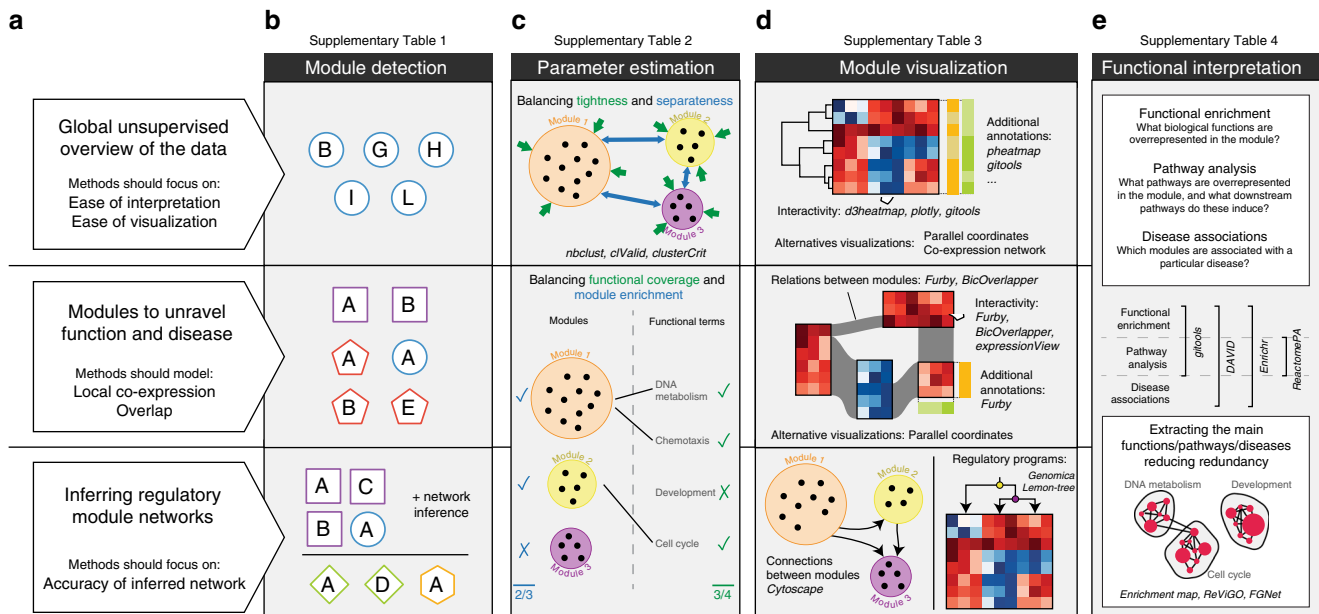 a
b
c
d
e
Supplementary Table 1
Supplementary Table 2
Supplementary Table 3
Supplementary Table 4
Module detection
Parameter estimation
Module visualization
Functional interpretation
Global unsupervised
overview of the data
Methods should focus on:
Ease of interpretation
Ease of visualization
B G H
I L
Balancing tightness and separateness
Module 1
Module 2
Module 3
nbclust, clValid, clusterCrit
Additional
annotations:
pheatmap
gitools
...
Interactivity: d3heatmap, plotly, gitools
Alternatives visualizations: Parallel coordinates
Co-expression network
Functional enrichment
What biological functions are
overrepresented in the module?
Pathway analysis
What pathways are overrepresented
in the module, and what downstream
pathways do these induce?
Disease associations
Which modules are associated with a
particular disease?
Modules to unravel
function and disease
Methods should model:
Local co-expression
Overlap
A B
A A
B E
Balancing functional coverage and
module enrichment
Modules
Functional terms
Module 1
DNA
metabolism
Chemotaxis
Module 2
Development
Cell cycle
Module 3
2/3
3/4
Relations between modules: Furby, BicOverlapper
Interactivity:
Furby,
BicOverlapper,
expressionView
Additional
annotations:
Furby
Alternative visualizations: Parallel coordinates
Functional
enrichment
Pathway
analysis
Disease
associations
gitools
DAVID
Enrichr
ReactomePA
Inferring regulatory
module networks
Methods should focus on:
Accuracy of inferred network
A C
B A
+ network
inference
A D A
Module 1
Module 2
Module 3
Connections
between modules
Cytoscape
Regulatory programs:
Genomica
Lemon-tree
Extracting the main
functions/pathways/diseases
reducing redundancy
DNA metabolism
Development
Cell cycle
Enrichment map, ReViGO, FGNet